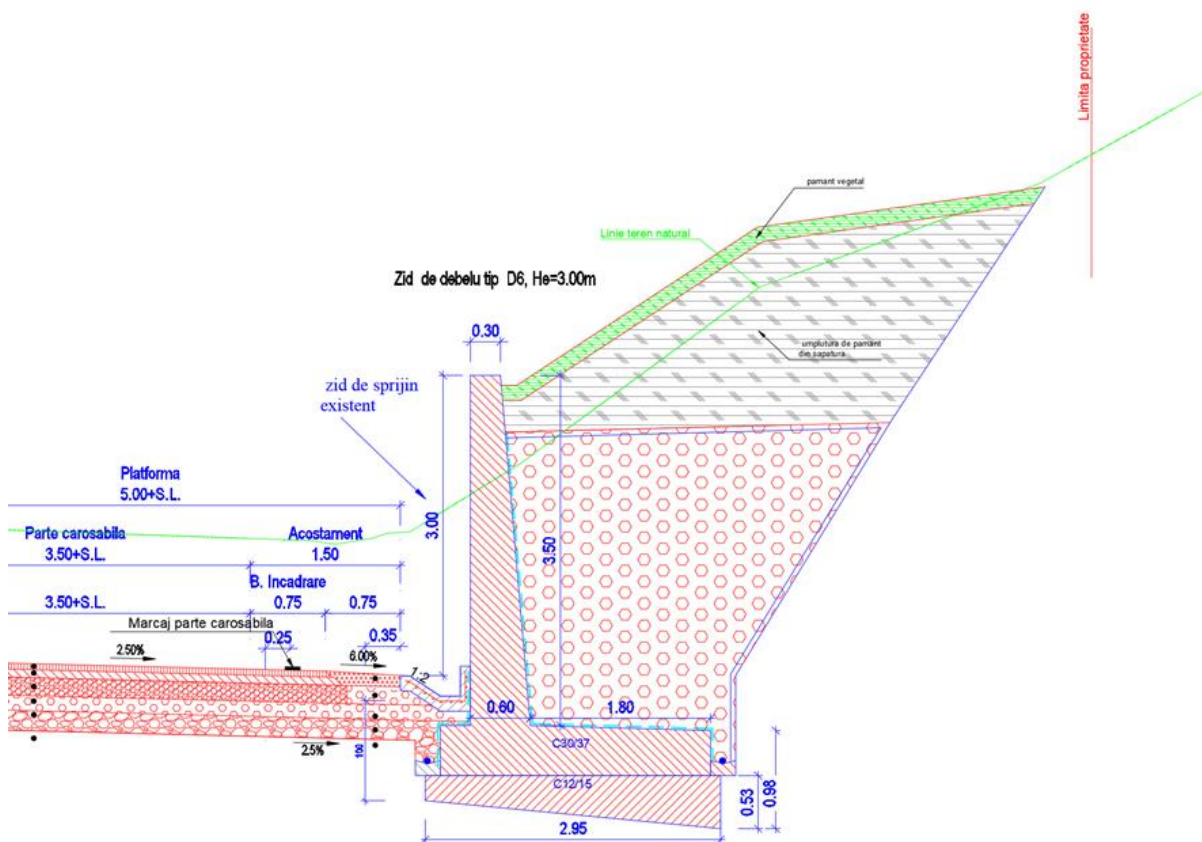 Limita proprietate
pamant vegetal
Linie teren natural
Zid de debelu tip D6, He=3.00m
0.30
umplutura de pamant
din sapatura
zid de sprijin
existent
Platforma
5.00+S.L.
3.00
3.50
Parte carosabila
Acostament
3.50+S.L.
1.50
B. Incadrare
3.50+S.L.
0.75
0.75
Marcaj parte carosabila
0.25
0.35
2.50%
6.00%
1:2
0.60
1.80
2.5%
100
C30/37
C12/15
0.53
0.98
2.95